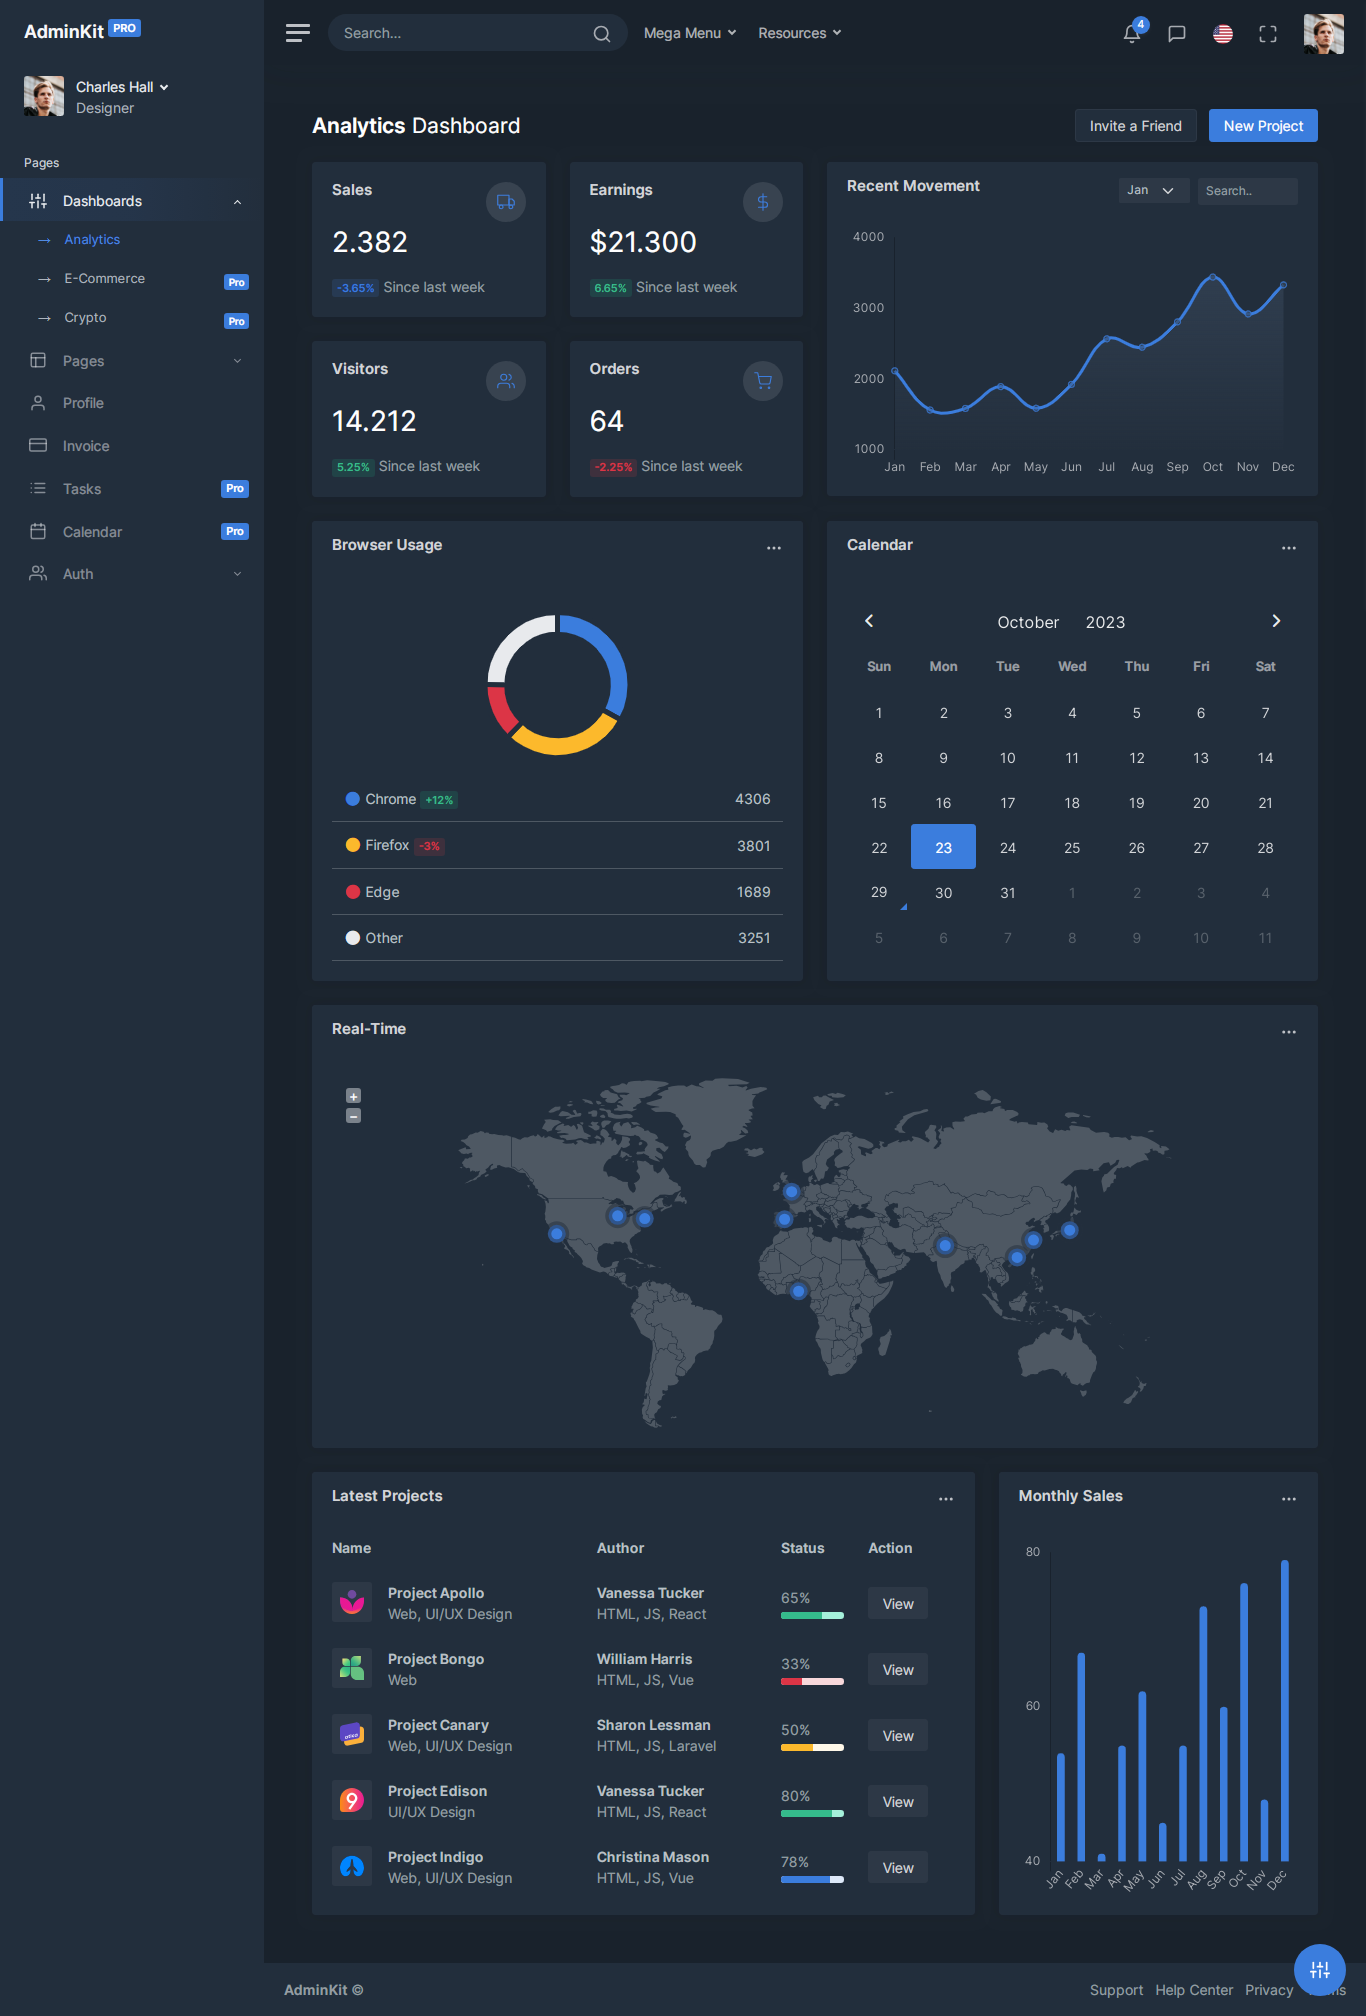 AdminKit PRO
Charles Hall
Designer
Pages
Dashboards
Analytics
E-Commerce Pro
Crypto Pro
Pages
Profile
Invoice
Tasks Pro
Calendar Pro
Auth
Search... Mega Menu Resources 4
Analytics Dashboard Invite a Friend New Project
Sales
2.382
-3.65% Since last week
Earnings
$21.300
6.65% Since last week
Visitors
14.212
5.25% Since last week
Orders
64
-2.25% Since last week
Recent Movement Jan Search..
4000
3000
2000
1000
Jan Feb Mar Apr May Jun Jul Aug Sep Oct Nov Dec
Browser Usage
Chrome +12% 4306
Firefox -3% 3801
Edge 1689
Other 3251
Calendar
October 2023
Sun Mon Tue Wed Thu Fri Sat
1 2 3 4 5 6 7
8 9 10 11 12 13 14
15 16 17 18 19 20 21
22 23 24 25 26 27 28
29 30 31 1 2 3 4
5 6 7 8 9 10 11
Real-Time
+
−
Latest Projects
Name Author Status Action
Project Apollo Vanessa Tucker 65% View
Web, UI/UX Design HTML, JS, React
Project Bongo William Harris 33% View
Web HTML, JS, Vue
Project Canary Sharon Lessman 50% View
Web, UI/UX Design HTML, JS, Laravel
Project Edison Vanessa Tucker 80% View
UI/UX Design HTML, JS, React
Project Indigo Christina Mason 78% View
Web, UI/UX Design HTML, JS, Vue
Monthly Sales
80
60
40
Jan Feb Mar Apr May Jun Jul Aug Sep Oct Nov Dec
AdminKit © Support Help Center Privacy